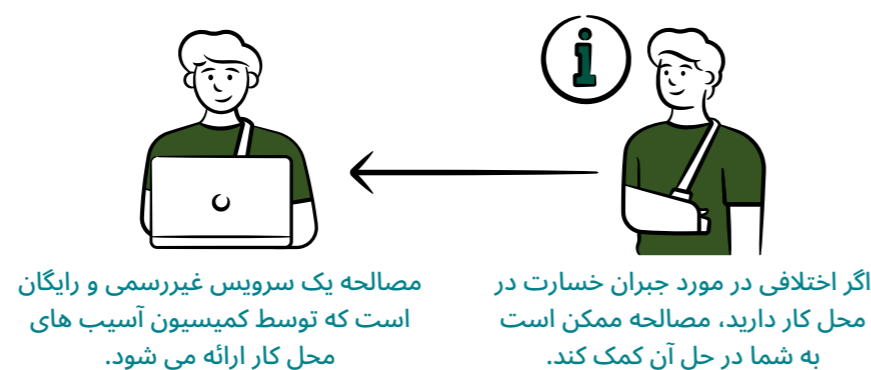 اگر اختلافی در مورد جبران خسارت در
محل کار دارید، مصالحه ممکن است
به شما در حل آن کمک کند.
مصالحه یک سرویس غیررسمی و رایگان
است که توسط کمیسیون آسیب های
محل کار ارائه می شود.